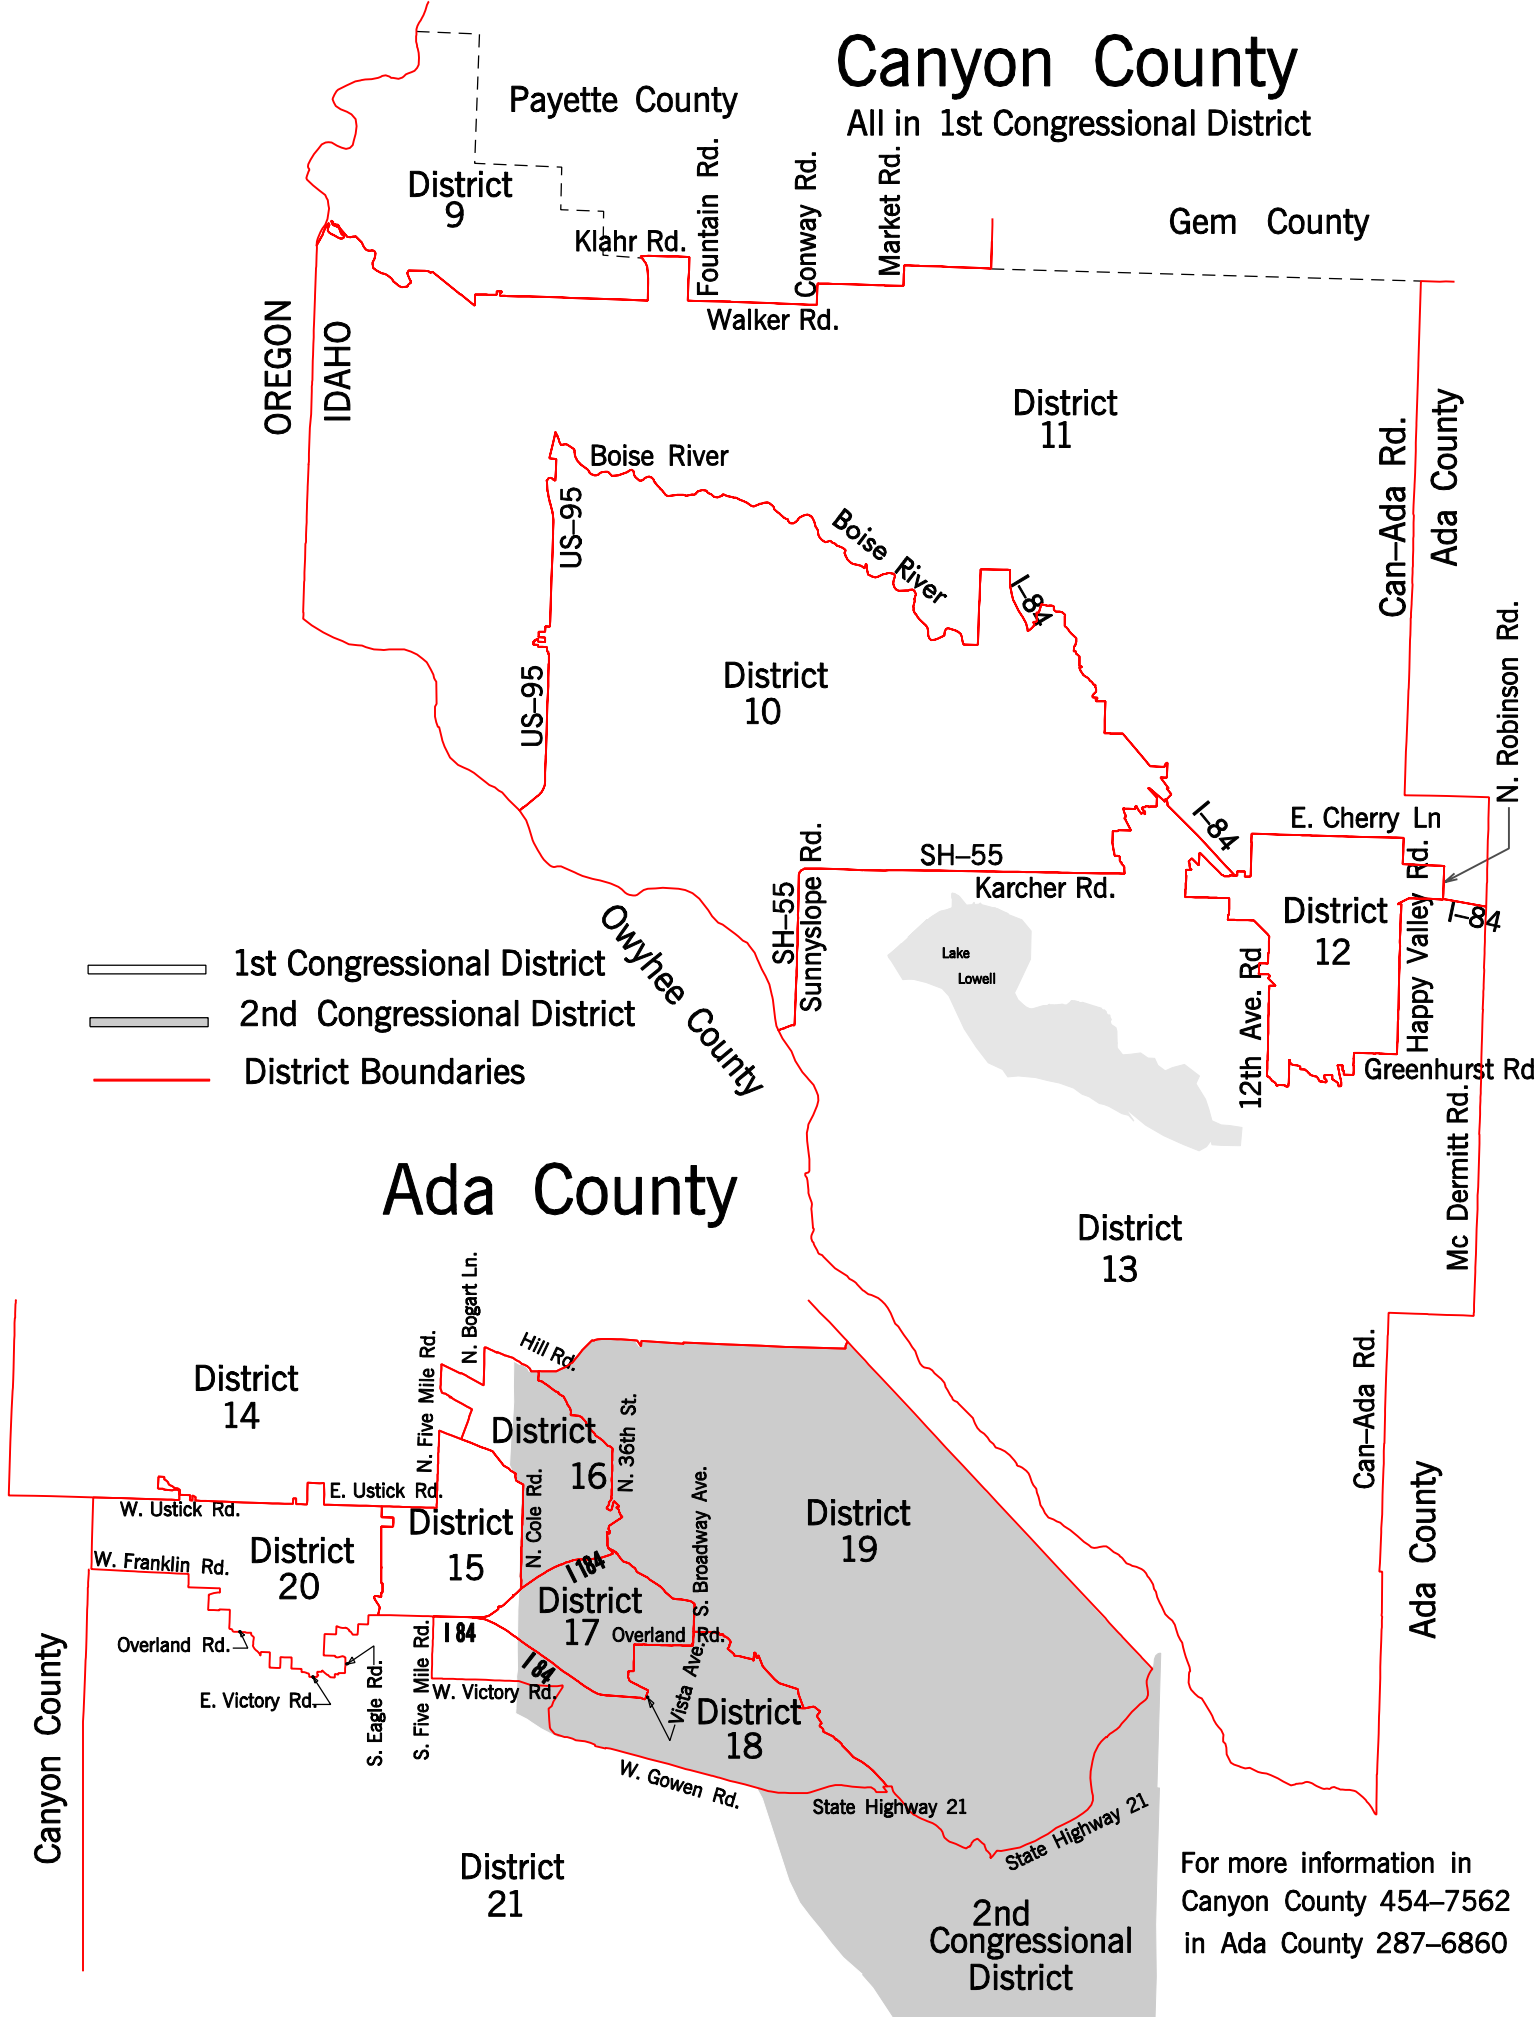 Canyon County
All in 1st Congressional District
Payette County
Gem County
District
9
Klahr Rd.
Fountain Rd.
Conway Rd.
Market Rd.
Walker Rd.
OREGON
IDAHO
District
11
Can–Ada Rd.
Ada County
Boise River
Boise River
US–95
US–95
I–84
District
10
N. Robinson Rd.
I–84
E. Cherry Ln
SH–55
Karcher Rd.
SH–55
Sunnyslope Rd.
Happy Valley Rd.
I–84
District
12
12th Ave. Rd
Greenhurst Rd
Lake
Lowell
Owyhee County
Mc Dermitt Rd.
District
13
Can–Ada Rd.
Ada County
1st Congressional District
2nd Congressional District
District Boundaries
Ada County
N. Bogart Ln.
N. Five Mile Rd.
Hill Rd.
District
14
District
16
N. 36th St.
E. Ustick Rd.
W. Ustick Rd.
District
15
N. Cole Rd.
S. Broadway Ave.
District
19
W. Franklin Rd.
District
20
I 184
District
17
Overland Rd.
I 84
I 84
Overland Rd.
E. Victory Rd.
S. Eagle Rd.
S. Five Mile Rd.
W. Victory Rd.
Vista Ave.
District
18
Canyon County
W. Gowen Rd.
State Highway 21
State Highway 21
District
21
2nd
Congressional
District
For more information in
Canyon County 454–7562
in Ada County 287–6860